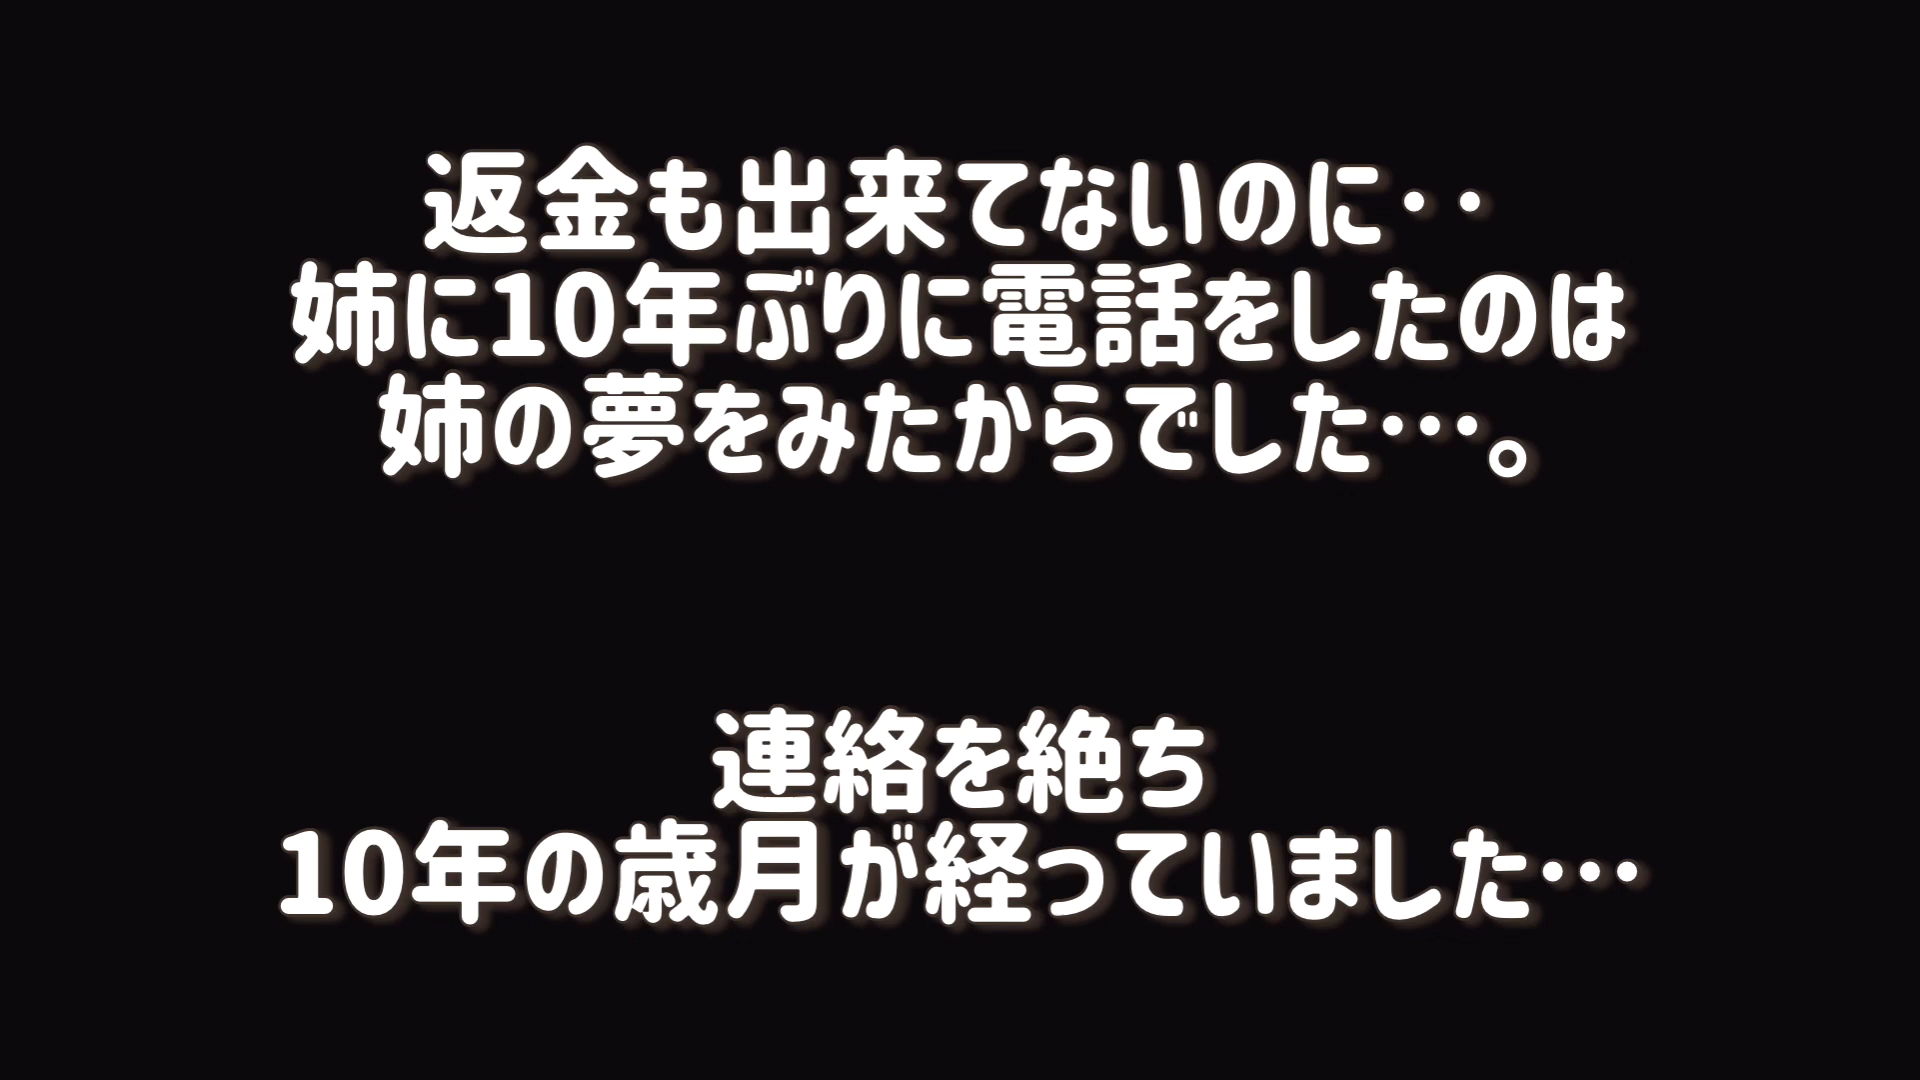 返金も出来てないのに‥
姉に10年ぶりに電話をしたのは
姉の夢をみたからでした…。
連絡を絶ち
10年の歳月が経っていました…